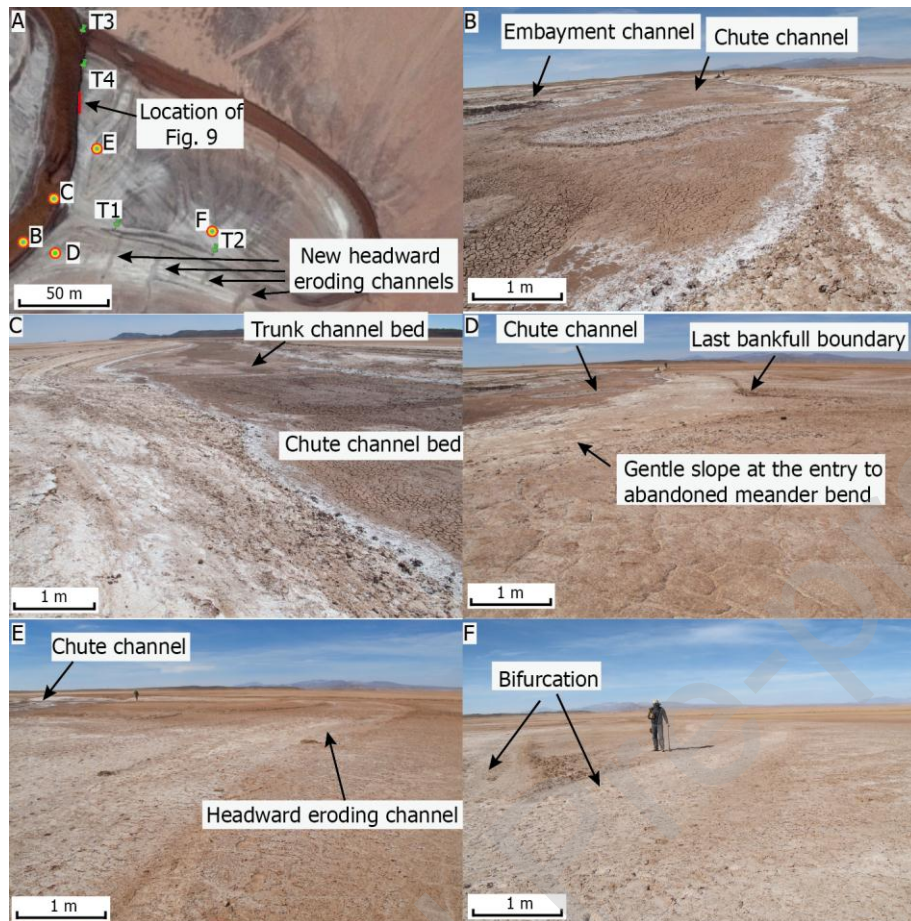 A
T3
T4
Location of
Fig. 9
E
C
T1
F
B
D
T2
New headward
eroding channels
50 m
B
Embayment channel
Chute channel
1 m
C
Trunk channel bed
Chute channel bed
1 m
D
Chute channel
Last bankfull boundary
Gentle slope at the entry to
abandoned meander bend
1 m
E
Chute channel
Headward eroding channel
1 m
F
Bifurcation
1 m